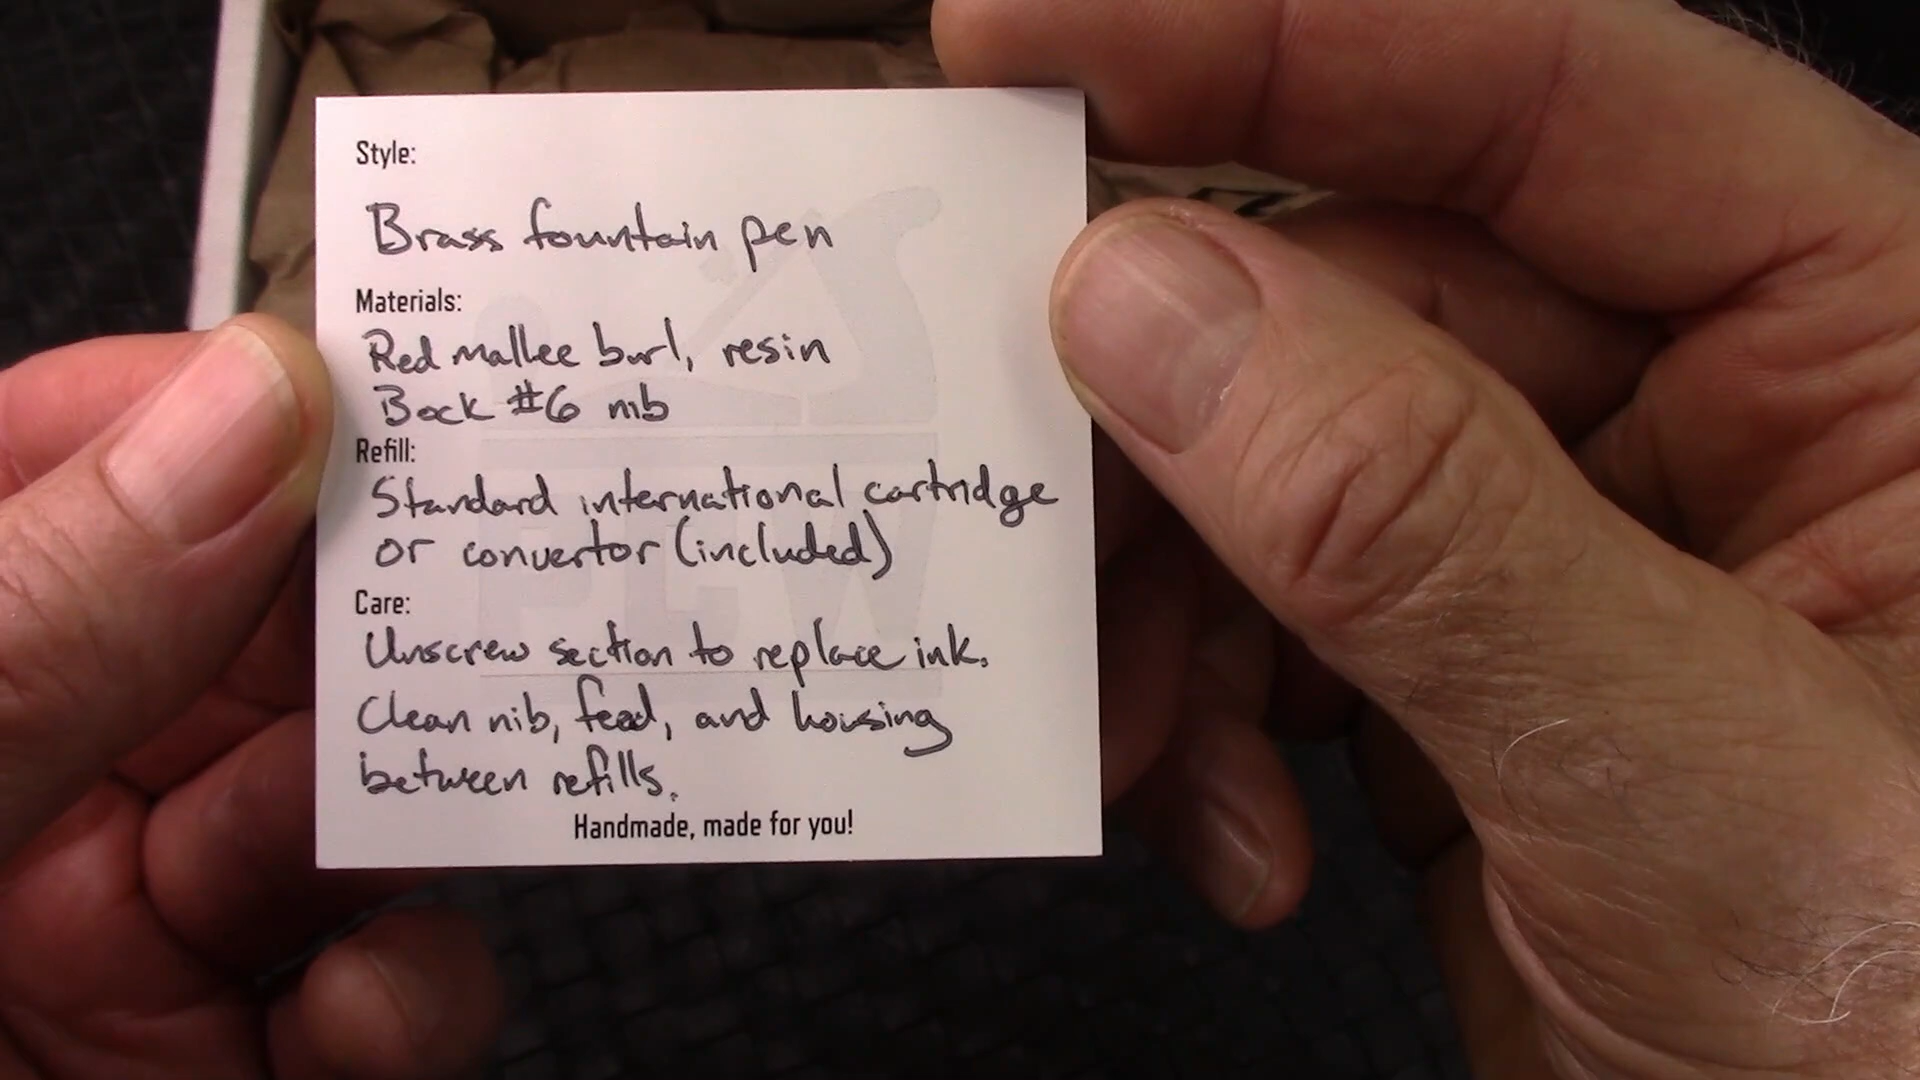 Style:
Brass fountain pen
Materials:
Red mallee burl, resin
Bock #6 nib
Refill:
Standard international cartridge
or convertor (included)
Care:
Unscrew section to replace ink.
Clean nib, feed, and housing
between refills.
Handmade, made for you!